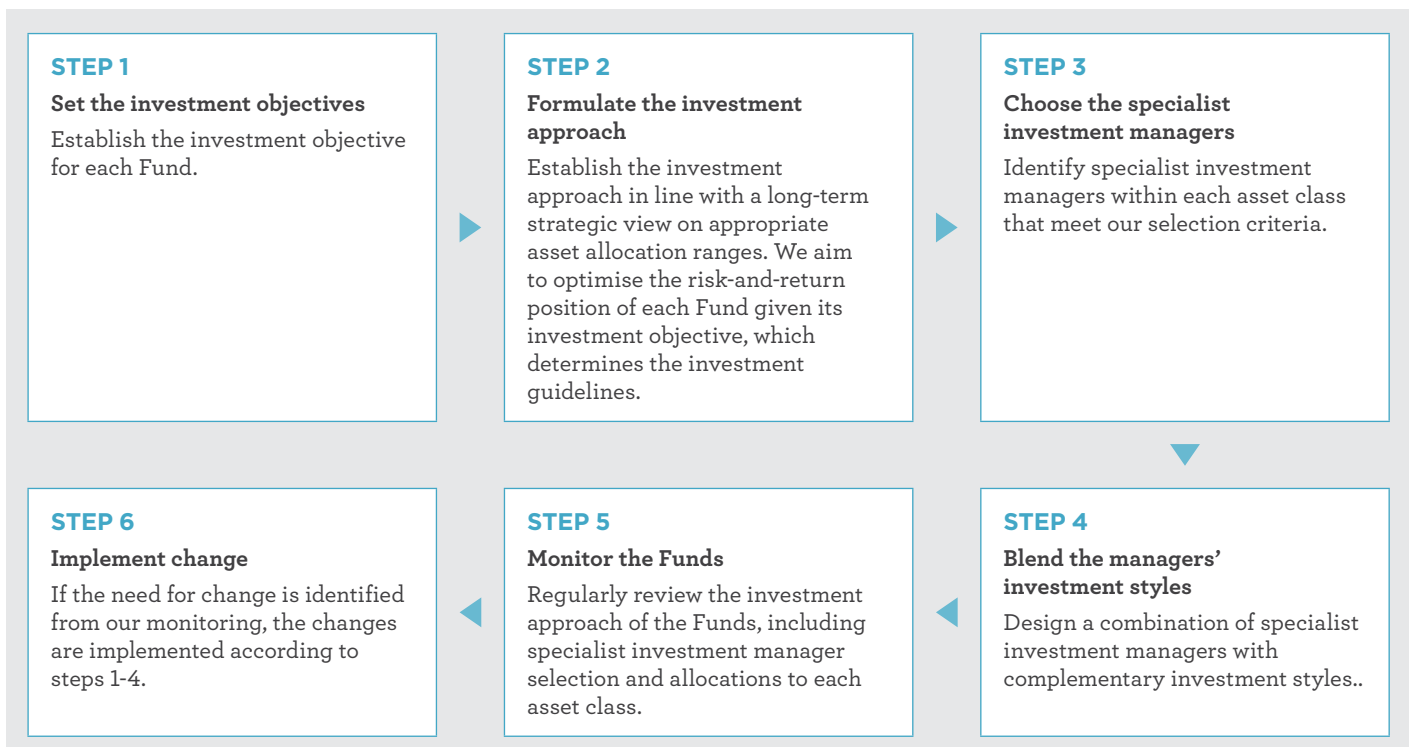 STEP 1
Set the investment objectives
Establish the investment objective
for each Fund.
STEP 2
Formulate the investment
approach
Establish the investment
approach in line with a long-term
strategic view on appropriate
asset allocation ranges. We aim
to optimise the risk-and-return
position of each Fund given its
investment objective, which
determines the investment
guidelines.
STEP 3
Choose the specialist
investment managers
Identify specialist investment
managers within each asset class
that meet our selection criteria.
STEP 4
Blend the managers’
investment styles
Design a combination of specialist
investment managers with
complementary investment styles..
STEP 5
Monitor the Funds
Regularly review the investment
approach of the Funds, including
specialist investment manager
selection and allocations to each
asset class.
STEP 6
Implement change
If the need for change is identified
from our monitoring, the changes
are implemented according to
steps 1-4.